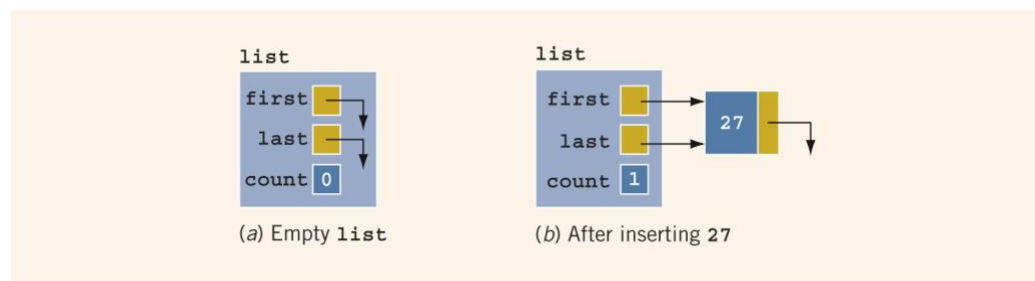 list
first
last
count 0
(a) Empty list
list
first
last
count 1
27
(b) After inserting 27